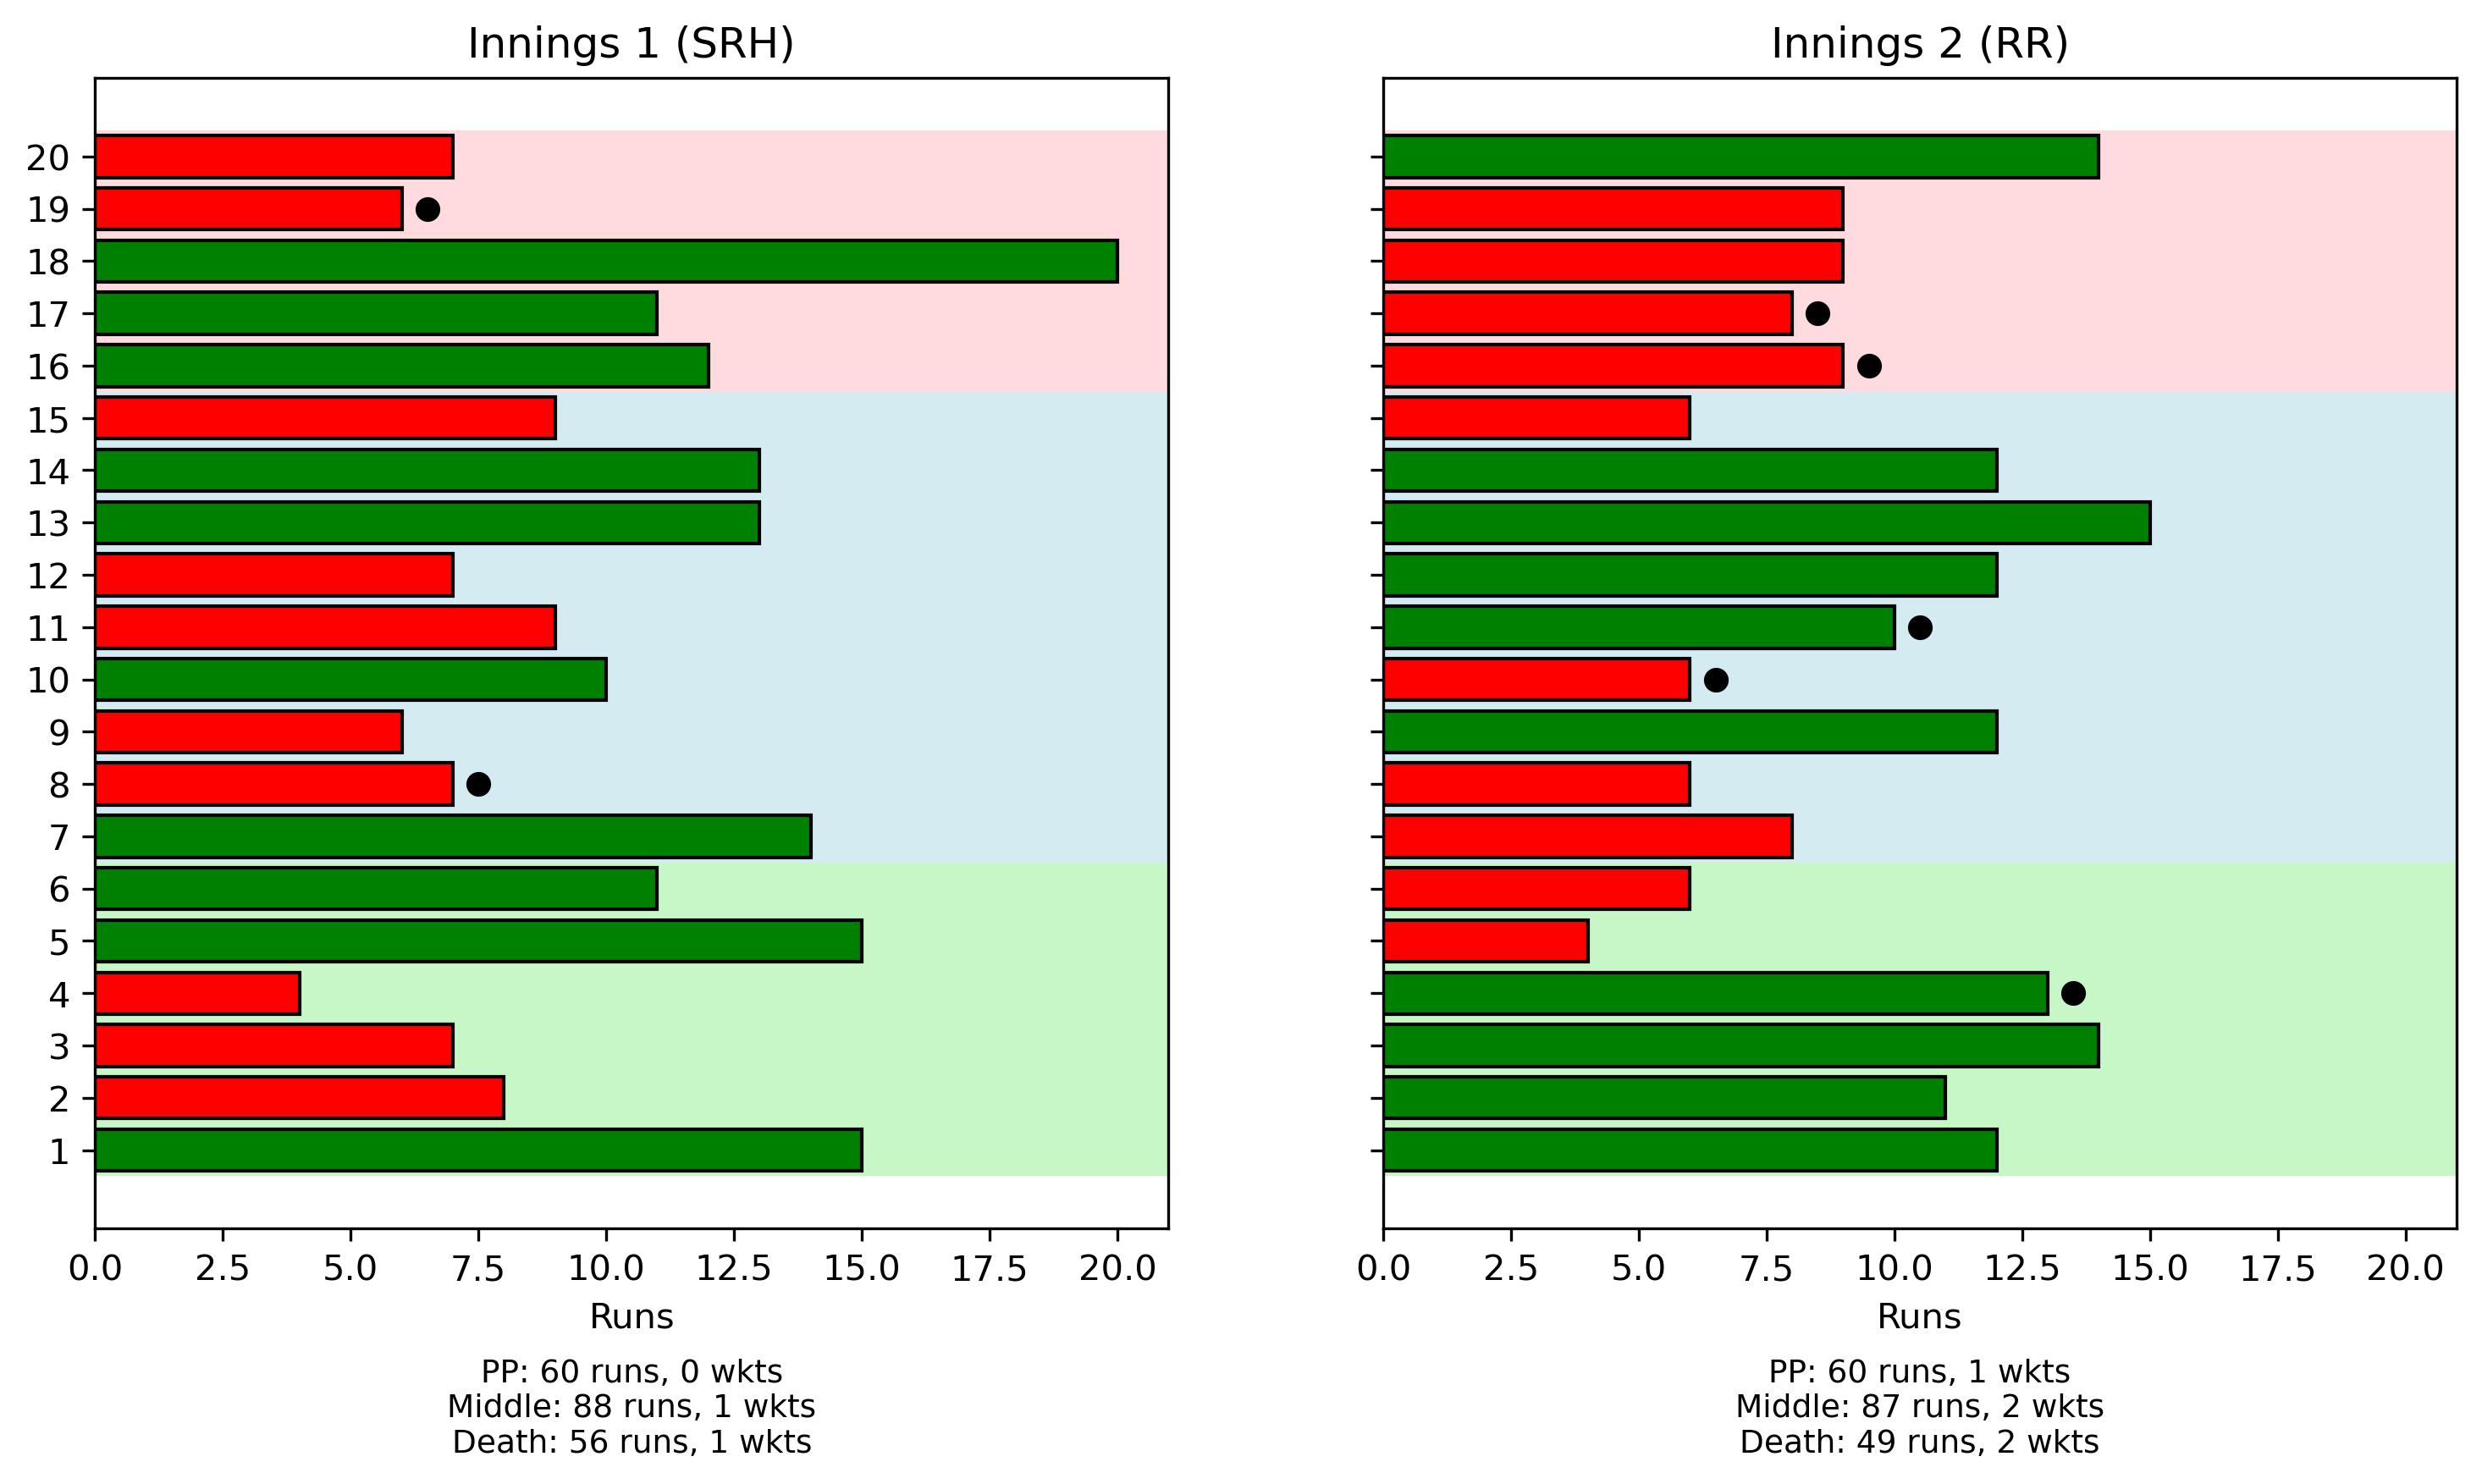 Innings 1 (SRH)
20
19
18
17
16
15
14
13
12
11
10
9
8
7
6
5
4
3
2
1
0.0 2.5 5.0 7.5 10.0 12.5 15.0 17.5 20.0
Runs
PP: 60 runs, 0 wkts
Middle: 88 runs, 1 wkts
Death: 56 runs, 1 wkts
Innings 2 (RR)
0.0 2.5 5.0 7.5 10.0 12.5 15.0 17.5 20.0
Runs
PP: 60 runs, 1 wkts
Middle: 87 runs, 2 wkts
Death: 49 runs, 2 wkts